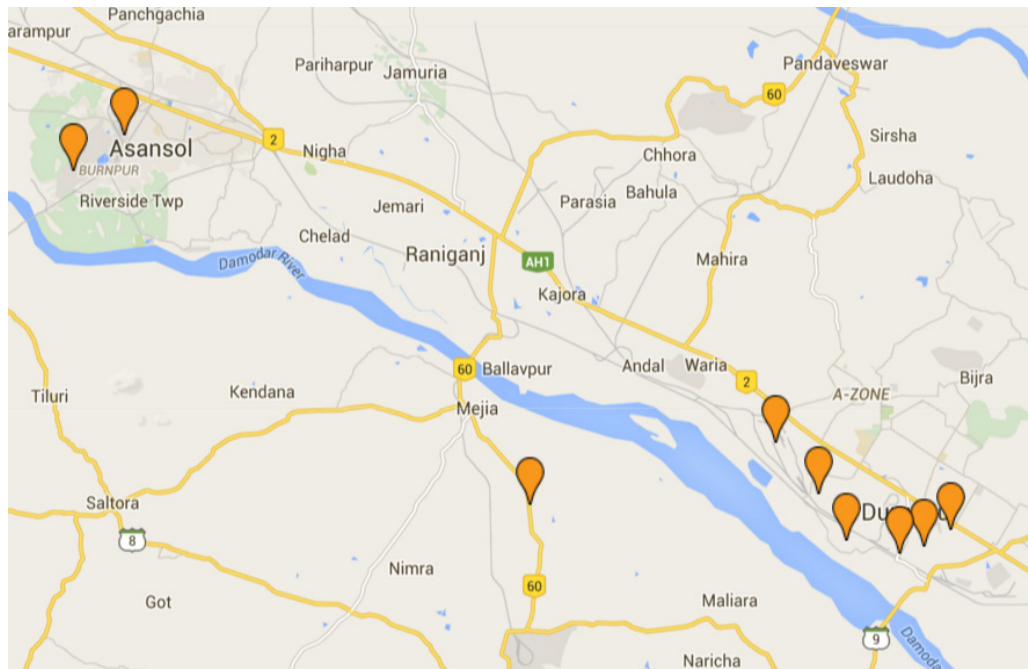 Panchgachia
arampur
Pariharpur
Jamuria
Pandaveswar
60
Asansol
2
Nigha
Sirsha
BURNPUR
Chhora
Laudoha
Riverside Twp
Jemari
Parasia
Bahula
Chelad
Raniganj
Damodar River
AH1
Mahira
Kajora
60
Ballavpur
Andal
Waria
2
Bijra
Tiluri
Kendana
Mejia
A-ZONE
Saltora
8
Du
Nimra
60
Got
Maliara
9
Damod
Naricha